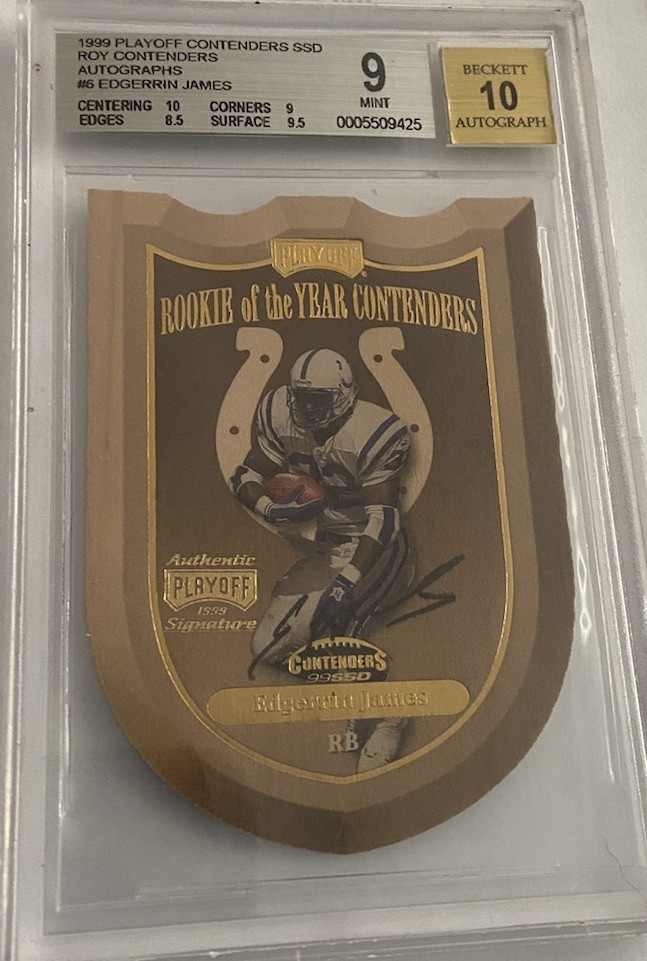 1999 PLAYOFF CONTENDERS SSD
ROY CONTENDERS
AUTOGRAPHS
#6 EDGERRIN JAMES
CENTERING 10 CORNERS 9
EDGES 8.5 SURFACE 9.5
9
MINT
0005509425
BECKETT
10
AUTOGRAPH
PLAYOFF
ROOKIE of the YEAR CONTENDERS
Authentic
PLAYOFF
1999
Signature
CONTENDERS
99SSD
Edgerrin James
RB